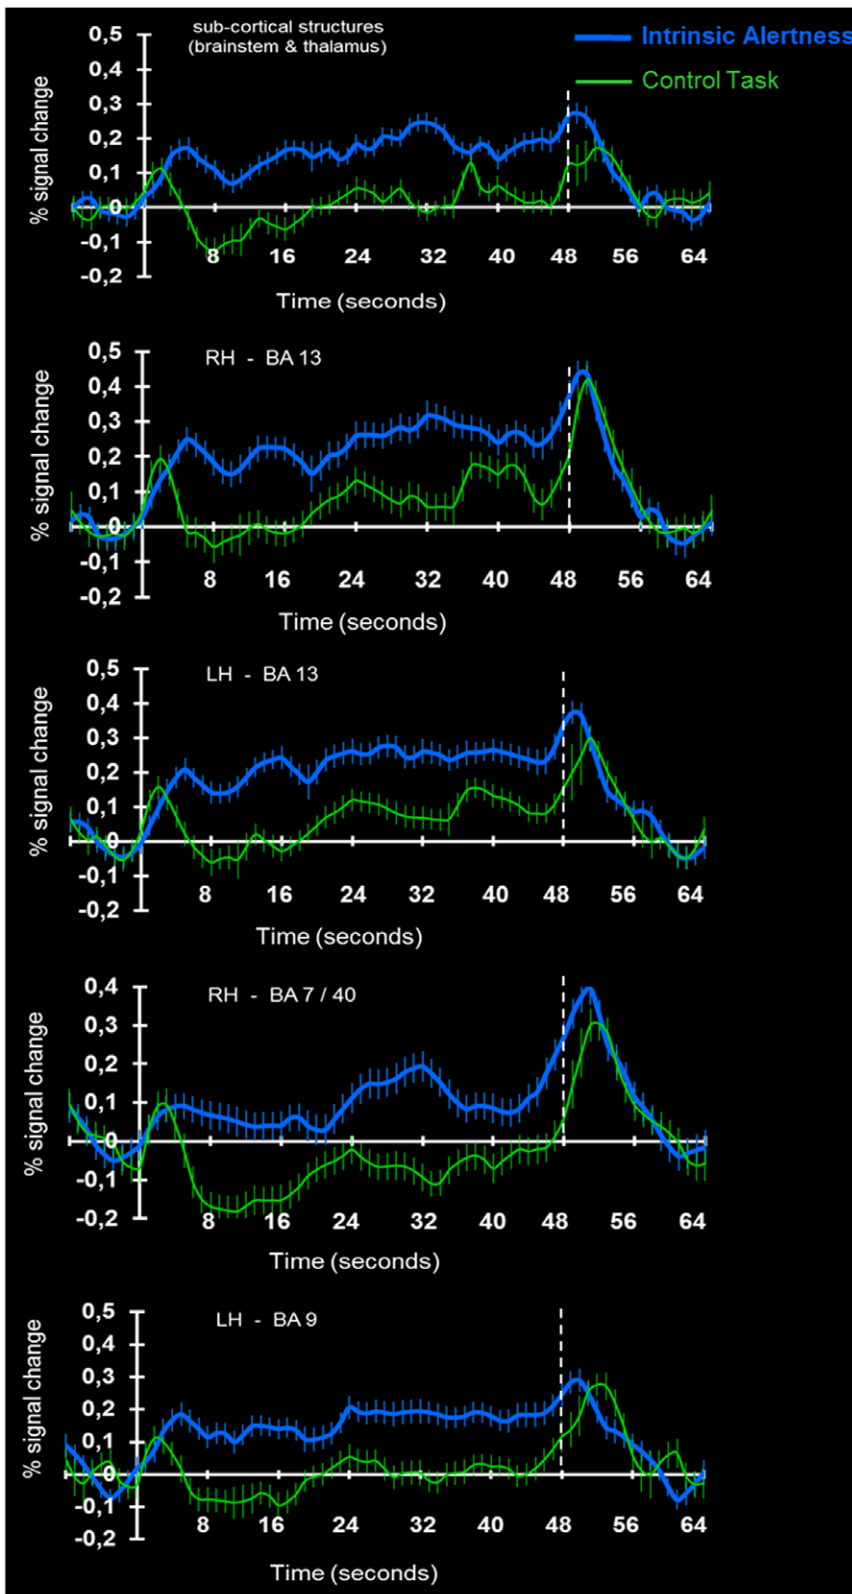 sub-cortical structures
(brainstem & thalamus)
Intrinsic Alertness
Control Task
% signal change
0,5
0,4
0,3
0,2
0,1
0
-0,1
-0,2
8 16 24 32 40 48 56 64
Time (seconds)
RH - BA 13
% signal change
0,5
0,4
0,3
0,2
0,1
0
-0,1
-0,2
8 16 24 32 40 48 56 64
Time (seconds)
LH - BA 13
% signal change
0,5
0,4
0,3
0,2
0,1
0
-0,1
-0,2
8 16 24 32 40 48 56 64
Time (seconds)
RH - BA 7 / 40
% signal change
0,4
0,3
0,2
0,1
0
-0,1
-0,2
8 16 24 32 40 48 56 64
Time (seconds)
LH - BA 9
% signal change
0,5
0,4
0,3
0,2
0,1
0
-0,1
-0,2
8 16 24 32 40 48 56 64
Time (seconds)